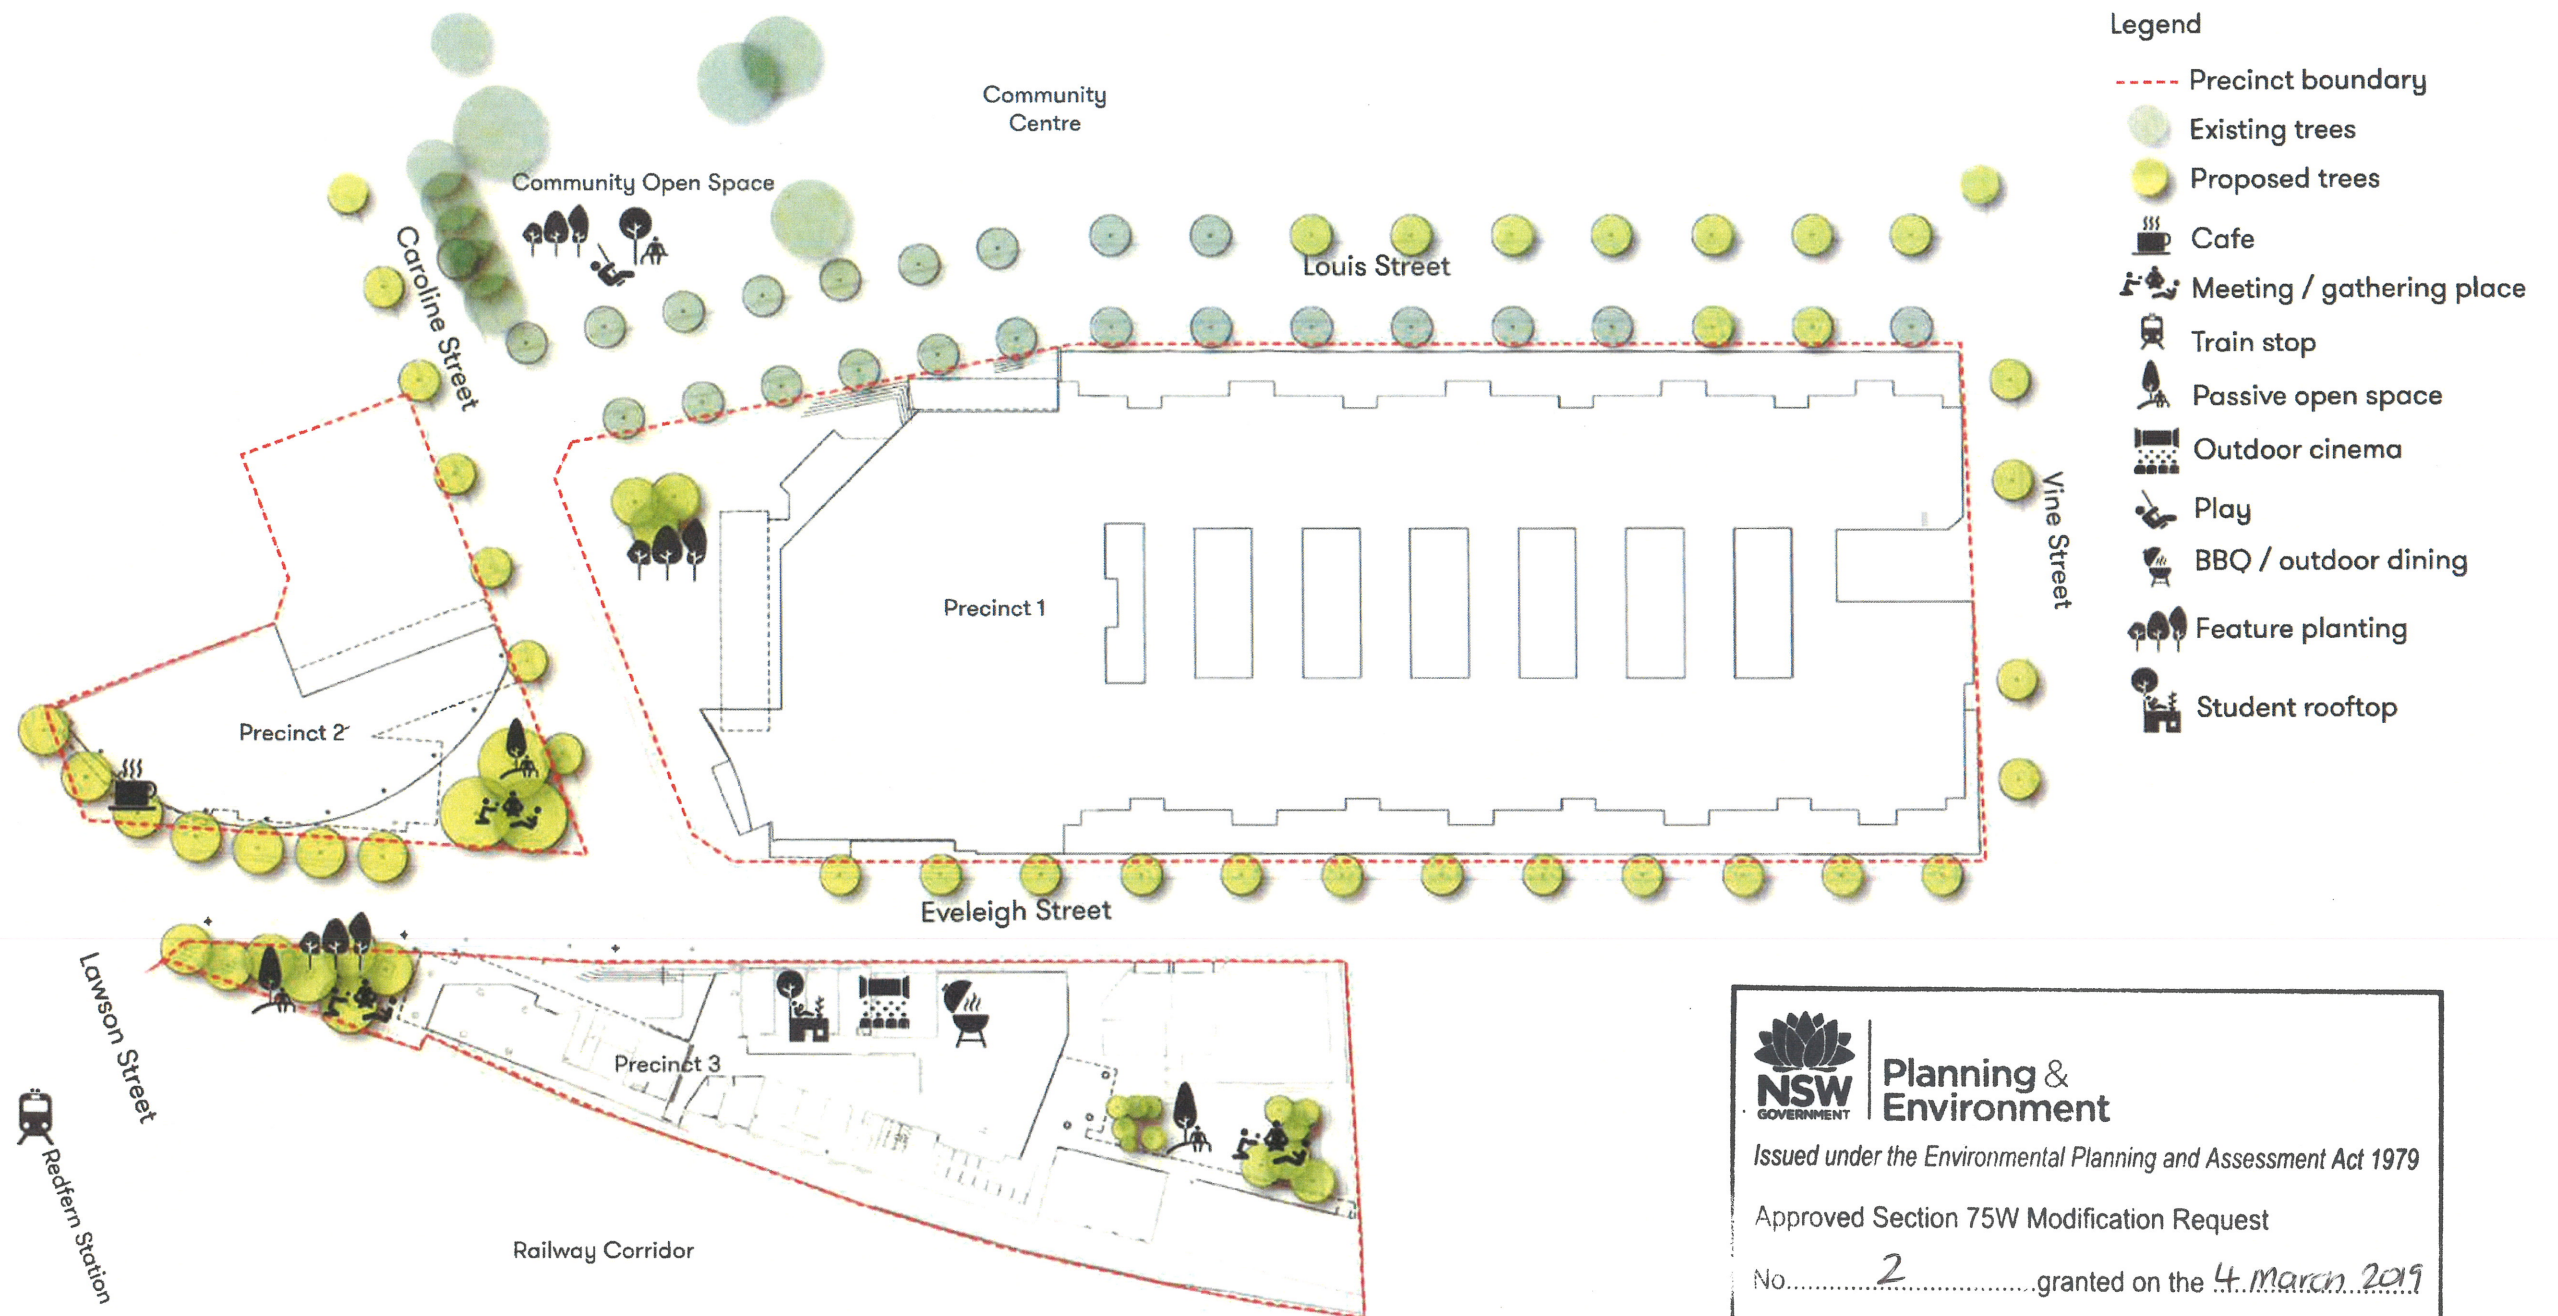 Legend
Precinct boundary
Existing trees
Proposed trees
Cafe
Meeting / gathering place
Train stop
Passive open space
Outdoor cinema
Play
BBQ / outdoor dining
Feature planting
Student rooftop
Community
Centre
Community Open Space
Caroline Street
Louis Street
Vine Street
Precinct 1
Precinct 2
Eveleigh Street
Lawson Street
Precinct 3
Redfern Station
Railway Corridor
NSW
GOVERNMENT
Planning &
Environment
Issued under the Environmental Planning and Assessment Act 1979
Approved Section 75W Modification Request
No. 2 granted on the 4 March 2019